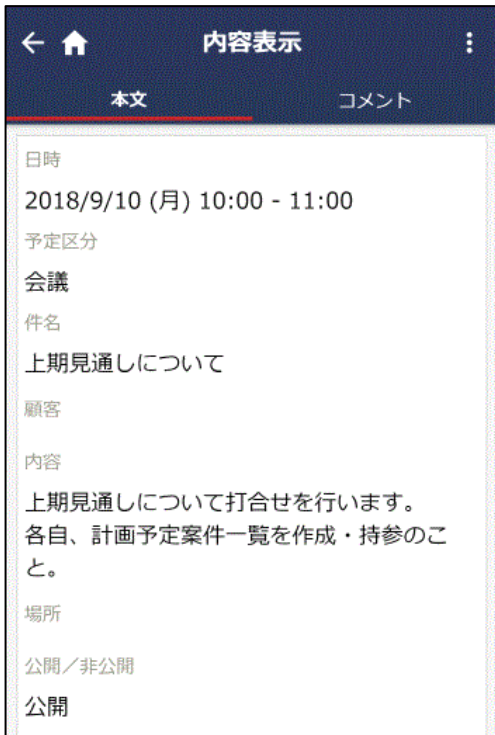 内容表示
本文 コメント
日時
2018/9/10 (月) 10:00 - 11:00
予定区分
会議
件名
上期見通しについて
顧客
内容
上期見通しについて打合せを行います。
各自、計画予定案件一覧を作成・持参のこ
と。
場所
公開／非公開
公開